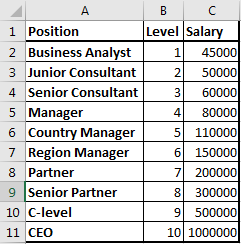 A B C
1 Position Level Salary
2 Business Analyst 1 45000
3 Junior Consultant 2 50000
4 Senior Consultant 3 60000
5 Manager 4 80000
6 Country Manager 5 110000
7 Region Manager 6 150000
8 Partner 7 200000
9 Senior Partner 8 300000
10 C-level 9 500000
11 CEO 10 1000000